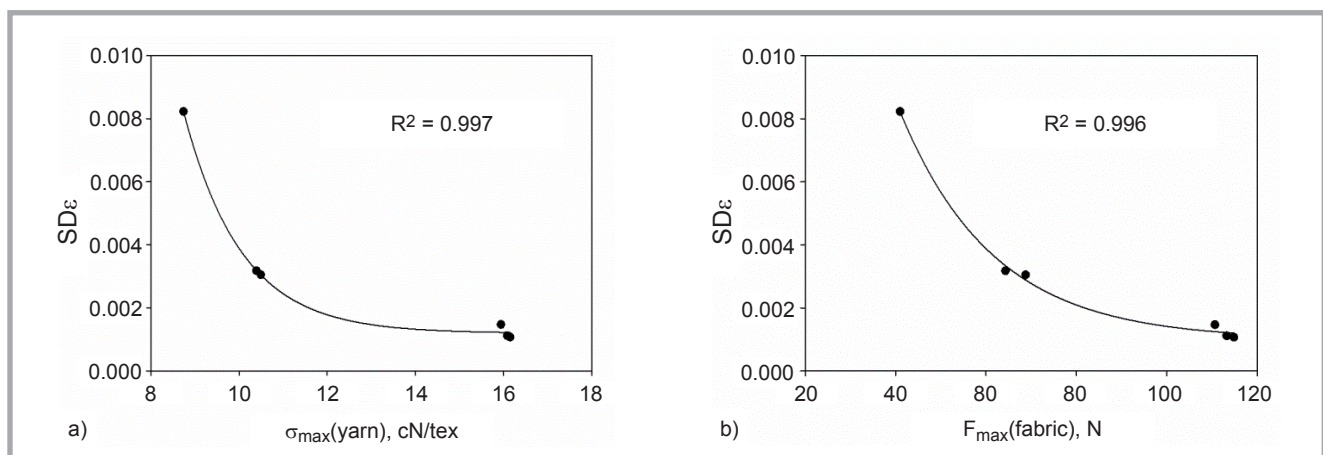 0.010
0.008
0.006
0.004
0.002
0.000
SDε
R² = 0.997
8 10 12 14 16 18
a) σmax(yarn), cN/tex
0.010
0.008
0.006
0.004
0.002
0.000
SDε
R² = 0.996
20 40 60 80 80 100 120
b) Fmax(fabric), N